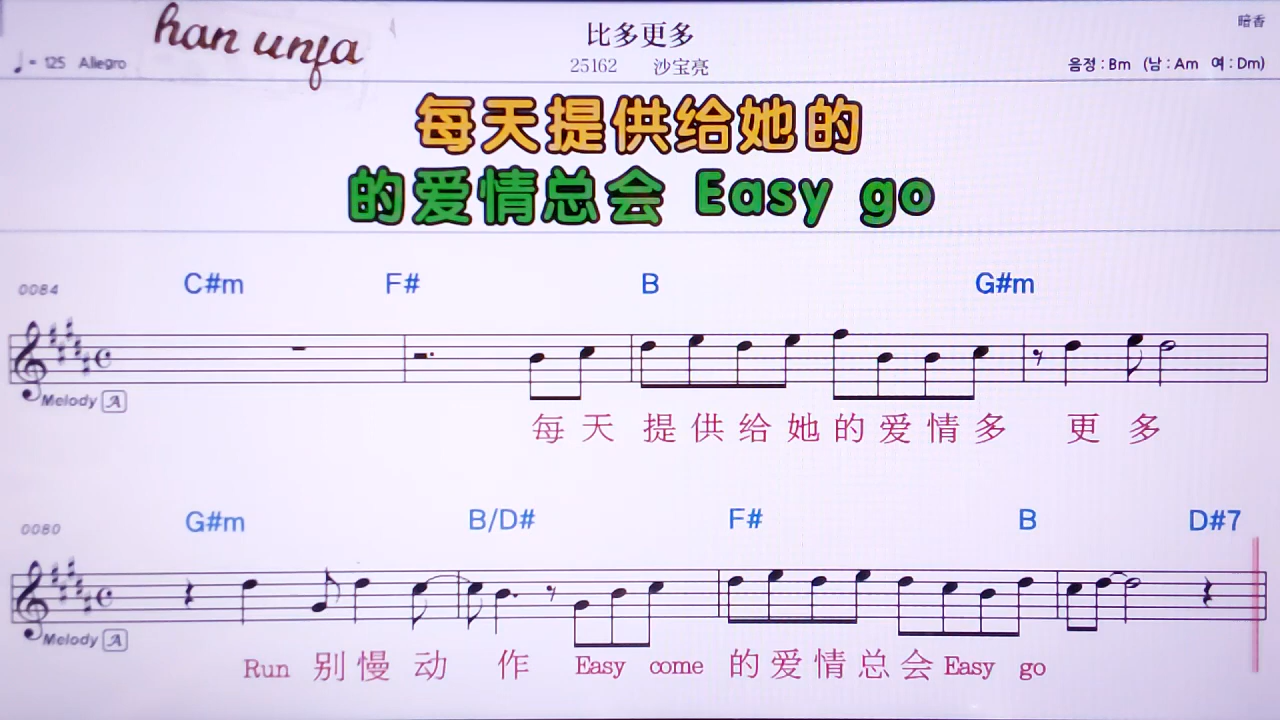 han unfa
比多更多
暗香
♩= 125 Allegro
25162 沙宝亮
음정 : Bm (남 : Am 여 : Dm)
每天提供给她的
的爱情总会 Easy go
0084 C#m F# B G#m
Melody A
每天 提供给她的爱情多 更多
0080 G#m B/D# F# B D#7
Melody A
Run 别慢动 作 Easy come 的爱情总会 Easy go